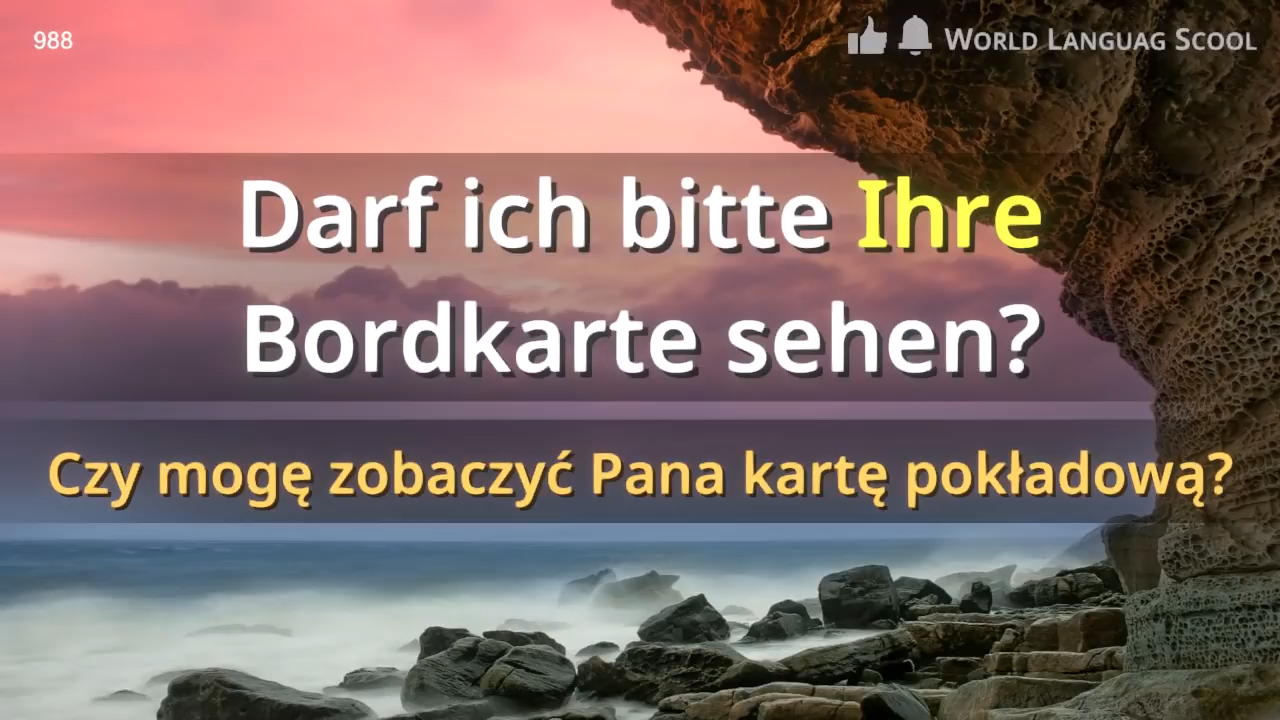 988
WORLD LANGUAG SCOOL
Darf ich bitte Ihre
Bordkarte sehen?
Czy mogę zobaczyć Pana kartę pokładową?